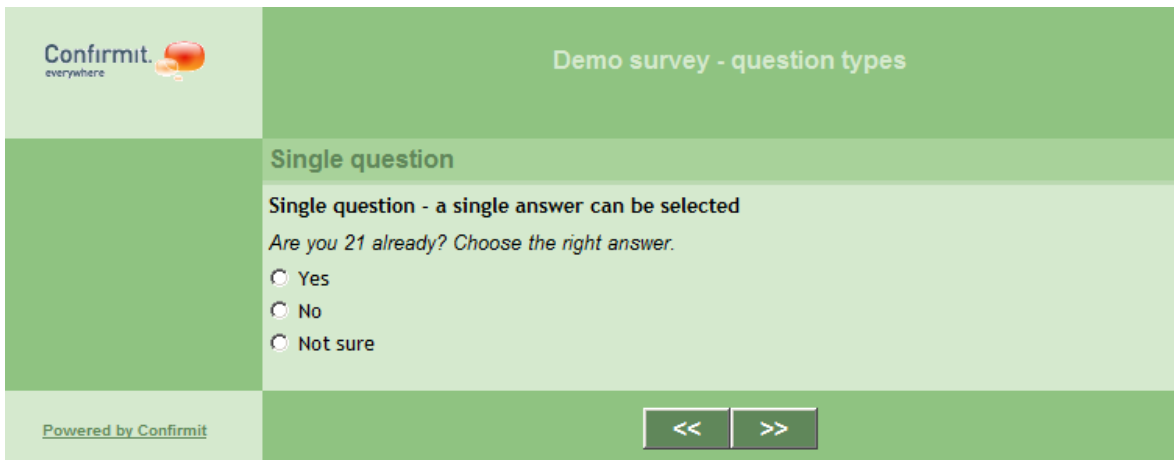 Confirmit.
everywhere
Demo survey - question types
Single question
Single question - a single answer can be selected
Are you 21 already? Choose the right answer.
Yes
No
Not sure
Powered by Confirmit
<< >>